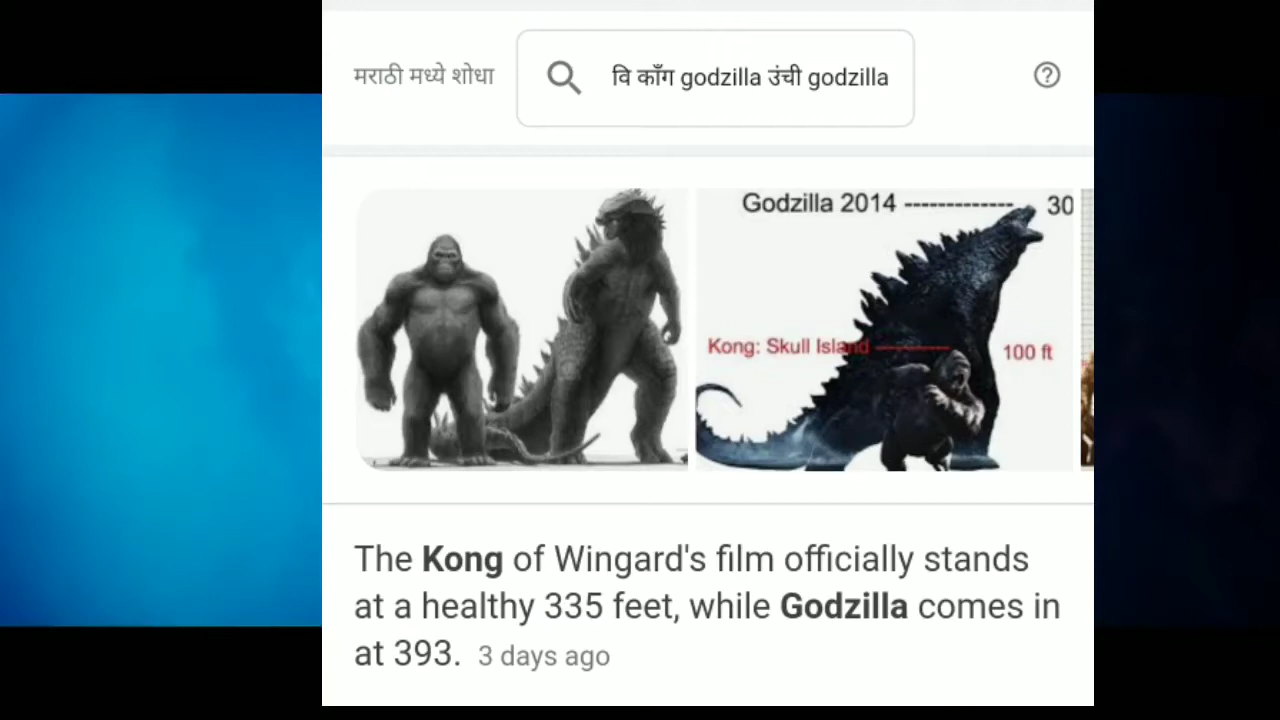 मराठी मध्ये शोधा
वि काँग godzilla उंची godzilla
Godzilla 2014 ------------- 30
Kong: Skull Island ----------- 100 ft
The Kong of Wingard's film officially stands
at a healthy 335 feet, while Godzilla comes in
at 393. 3 days ago